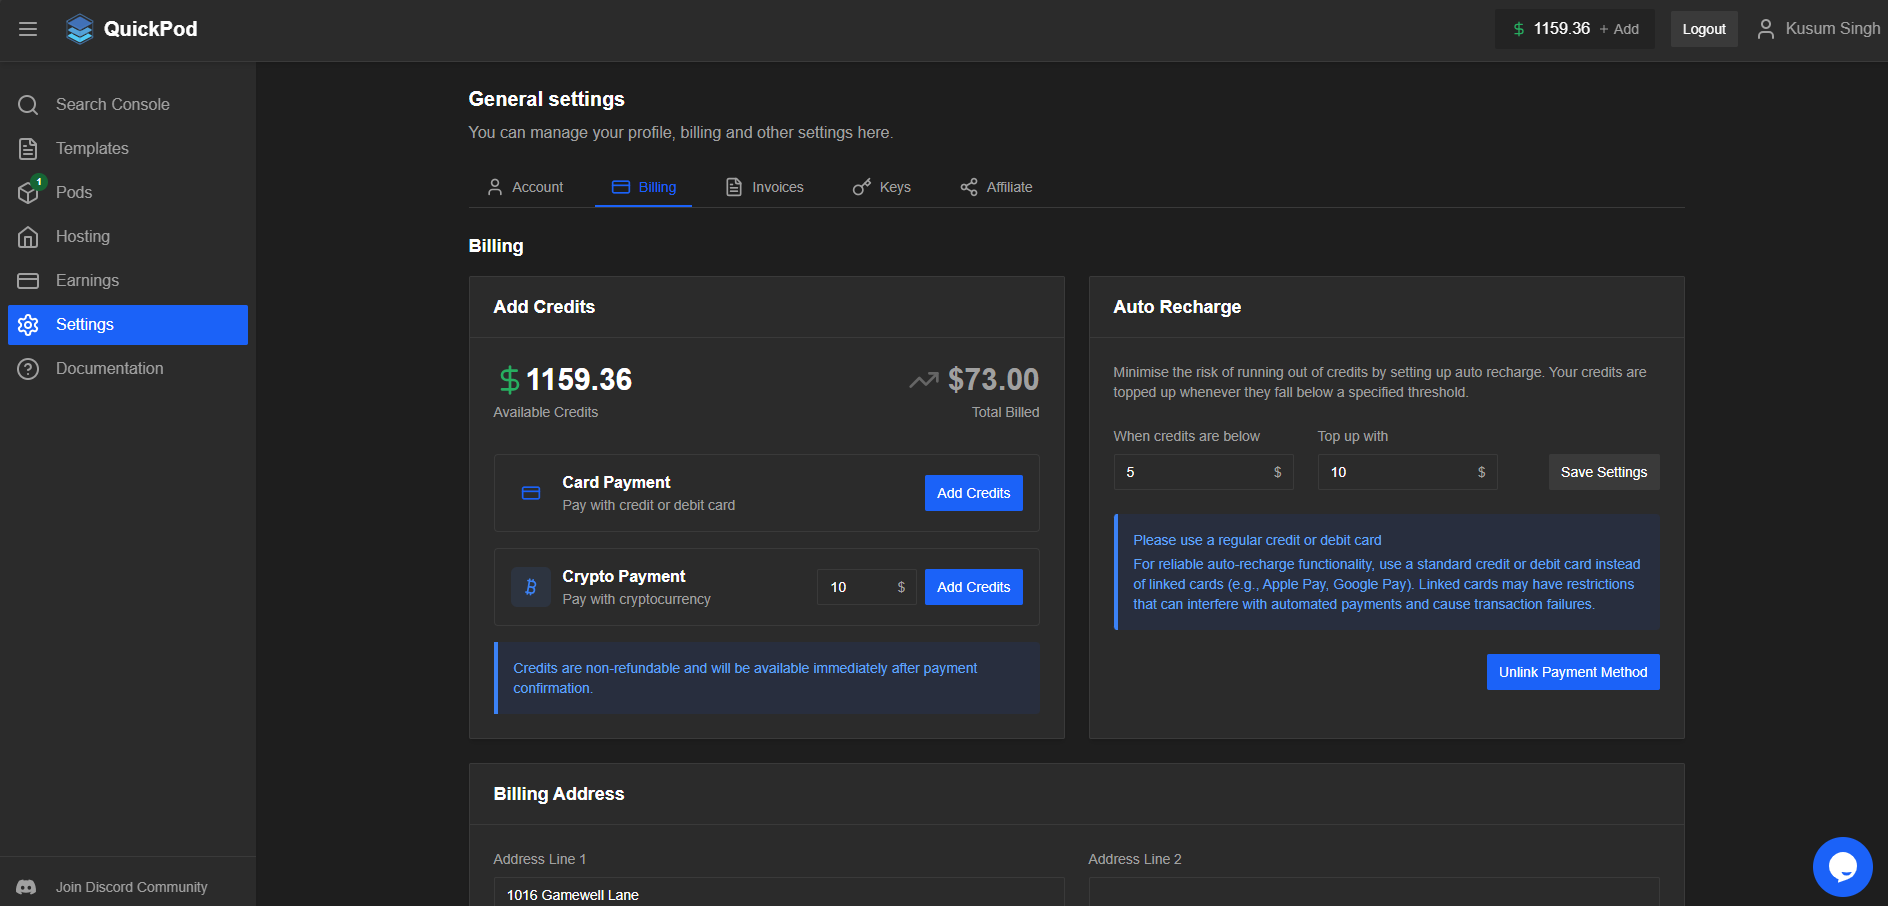 QuickPod
$ 1159.36 + Add
Logout
Kusum Singh
Search Console
Templates
1
Pods
Hosting
Earnings
Settings
Documentation
Join Discord Community
General settings
You can manage your profile, billing and other settings here.
Account
Billing
Invoices
Keys
Affiliate
Billing
Add Credits
$1159.36
Available Credits
$73.00
Total Billed
Card Payment
Pay with credit or debit card
Add Credits
Crypto Payment
Pay with cryptocurrency
10 $
Add Credits
Credits are non-refundable and will be available immediately after payment
confirmation.
Auto Recharge
Minimise the risk of running out of credits by setting up auto recharge. Your credits are
topped up whenever they fall below a specified threshold.
When credits are below
5 $
Top up with
10 $
Save Settings
Please use a regular credit or debit card
For reliable auto-recharge functionality, use a standard credit or debit card instead
of linked cards (e.g., Apple Pay, Google Pay). Linked cards may have restrictions
that can interfere with automated payments and cause transaction failures.
Unlink Payment Method
Billing Address
Address Line 1
1016 Gamewell Lane
Address Line 2